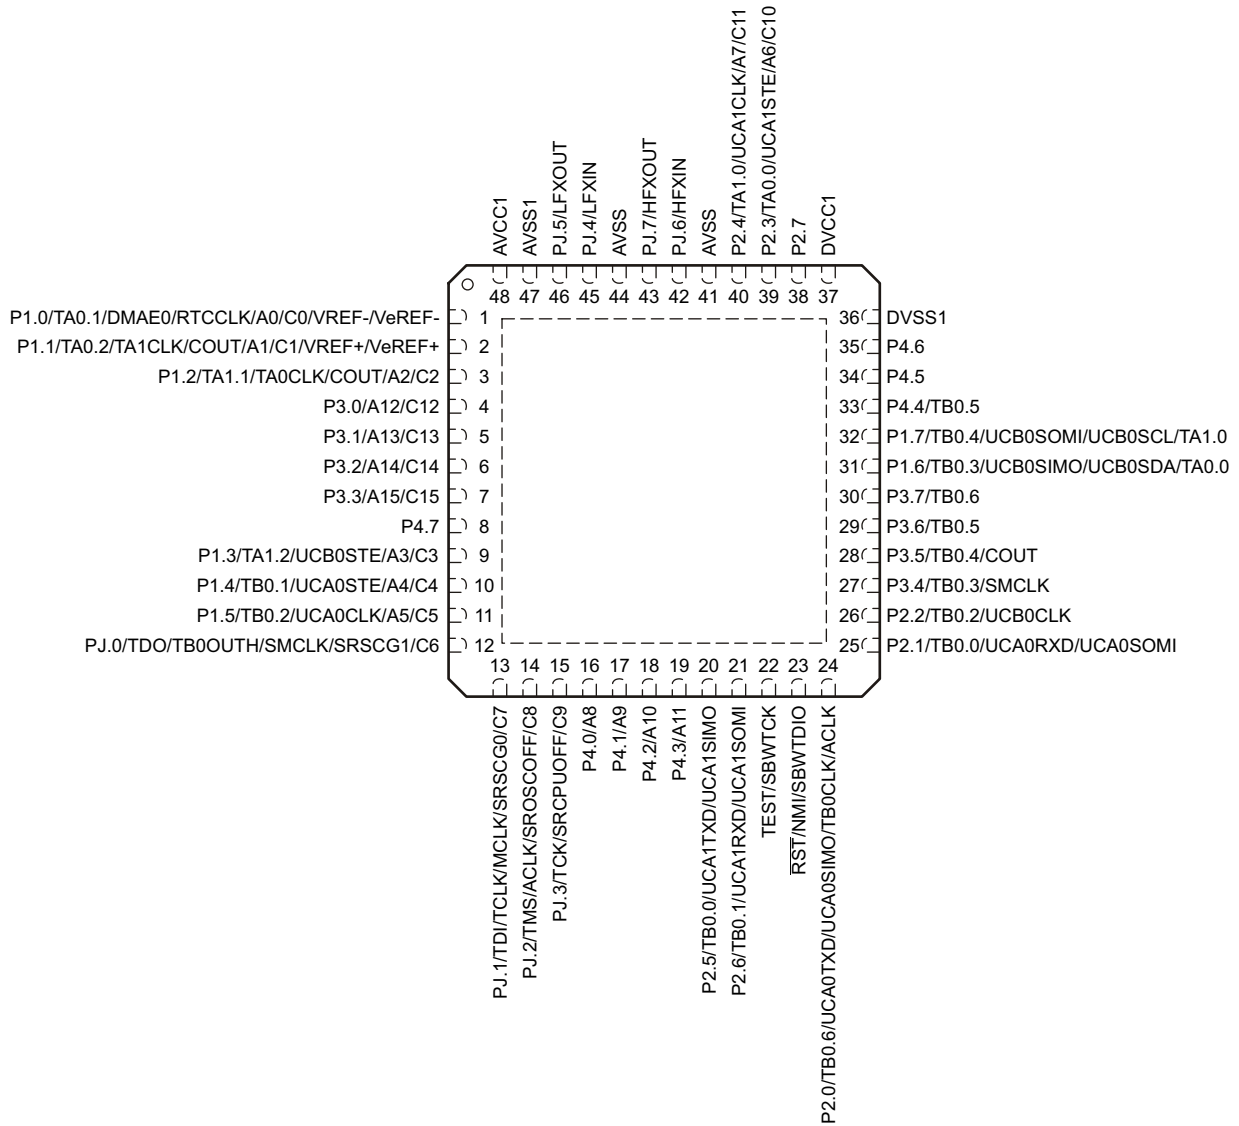 AVCC1
AVSS1
PJ.5/LFXOUT
PJ.4/LFXIN
AVSS
PJ.7/HFXOUT
PJ.6/HFXIN
AVSS
P2.4/TA1.0/UCA1CLK/A7/C11
P2.3/TA0.0/UCA1STE/A6/C10
P2.7
DVCC1
48 47 46 45 44 43 42 41 40 39 38 37
P1.0/TA0.1/DMAE0/RTCCLK/A0/C0/VREF-/VeREF- 1
P1.1/TA0.2/TA1CLK/COUT/A1/C1/VREF+/VeREF+ 2
P1.2/TA1.1/TA0CLK/COUT/A2/C2 3
P3.0/A12/C12 4
P3.1/A13/C13 5
P3.2/A14/C14 6
P3.3/A15/C15 7
P4.7 8
P1.3/TA1.2/UCB0STE/A3/C3 9
P1.4/TB0.1/UCA0STE/A4/C4 10
P1.5/TB0.2/UCA0CLK/A5/C5 11
PJ.0/TDO/TB0OUTH/SMCLK/SRSCG1/C6 12
36 DVSS1
35 P4.6
34 P4.5
33 P4.4/TB0.5
32 P1.7/TB0.4/UCB0SOMI/UCB0SCL/TA1.0
31 P1.6/TB0.3/UCB0SIMO/UCB0SDA/TA0.0
30 P3.7/TB0.6
29 P3.6/TB0.5
28 P3.5/TB0.4/COUT
27 P3.4/TB0.3/SMCLK
26 P2.2/TB0.2/UCB0CLK
25 P2.1/TB0.0/UCA0RXD/UCA0SOMI
13 14 15 16 17 18 19 20 21 22 23 24
PJ.1/TDI/TCLK/MCLK/SRSCG0/C7
PJ.2/TMS/ACLK/SROSCOFF/C8
PJ.3/TCK/SRCPUOFF/C9
P4.0/A8
P4.1/A9
P4.2/A10
P4.3/A11
P2.5/TB0.0/UCA1TXD/UCA1SIMO
P2.6/TB0.1/UCA1RXD/UCA1SOMI
TEST/SBWTCK
RST/NMI/SBWTDIO
P2.0/TB0.6/UCA0TXD/UCA0SIMO/TB0CLK/ACLK